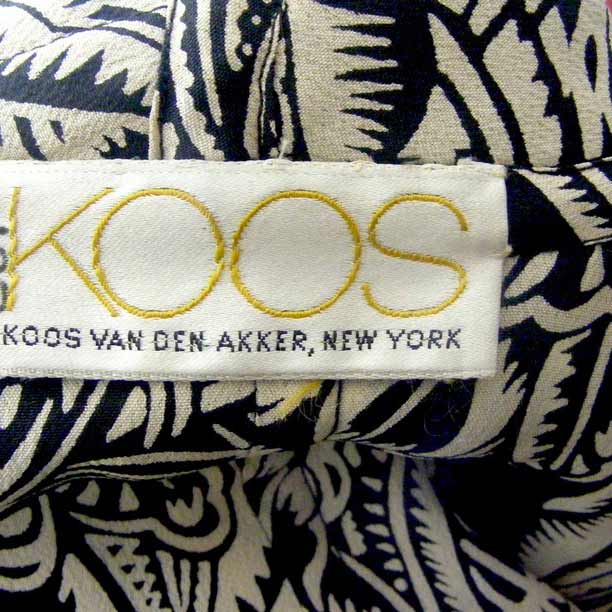 KOOS
KOOS VAN DEN AKKER, NEW YORK